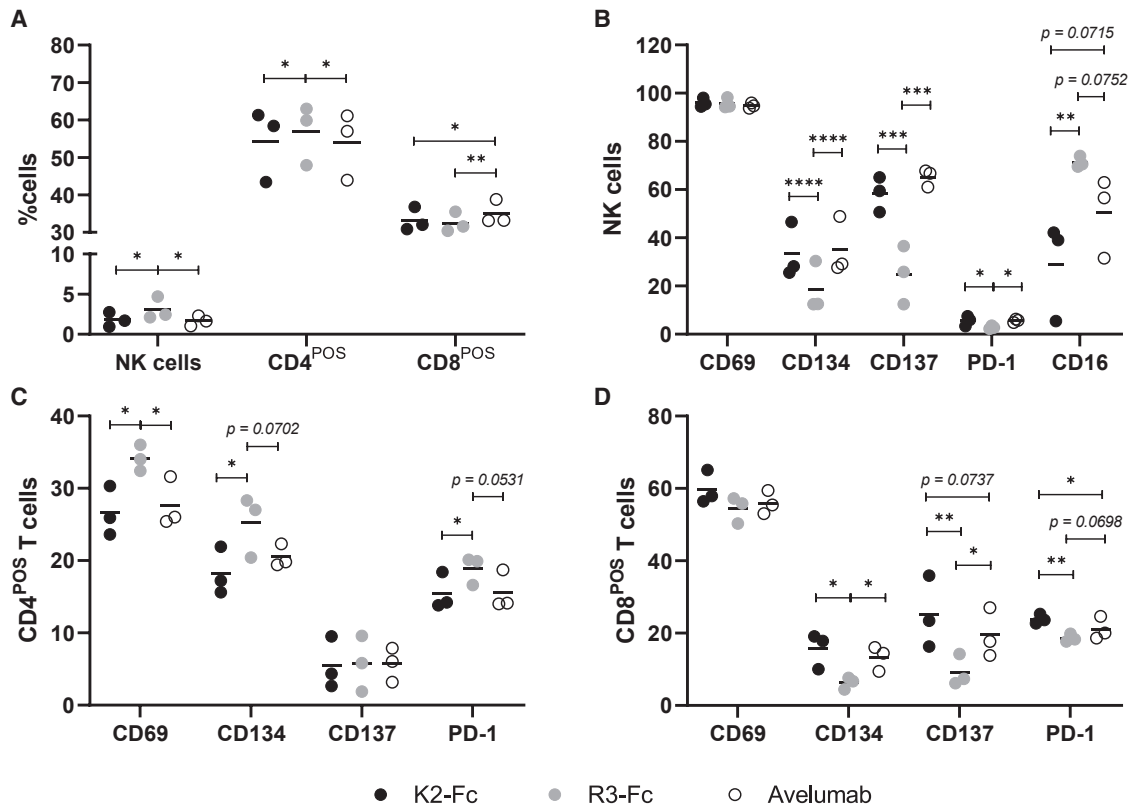 A
%cells
80
70
60
50
40
30
10
5
0
* *
* *
*
**
NK cells CD4POS CD8POS
B
NK cells
120
100
80
60
40
20
0
p = 0.0715
p = 0.0752
***
**
**** ***
****
* *
CD69 CD134 CD137 PD-1 CD16
C
CD4POS T cells
40
30
20
10
0
* *
p = 0.0702
*
p = 0.0531
*
CD69 CD134 CD137 PD-1
D
CD8POS T cells
80
60
40
20
0
p = 0.0737
*
**
p = 0.0698
*
**
* *
CD69 CD134 CD137 PD-1
K2-Fc R3-Fc Avelumab